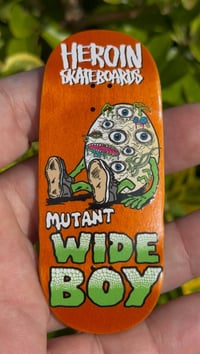 HEROIN
SKATEBOARDS
MUTANT
WIDE
BOY